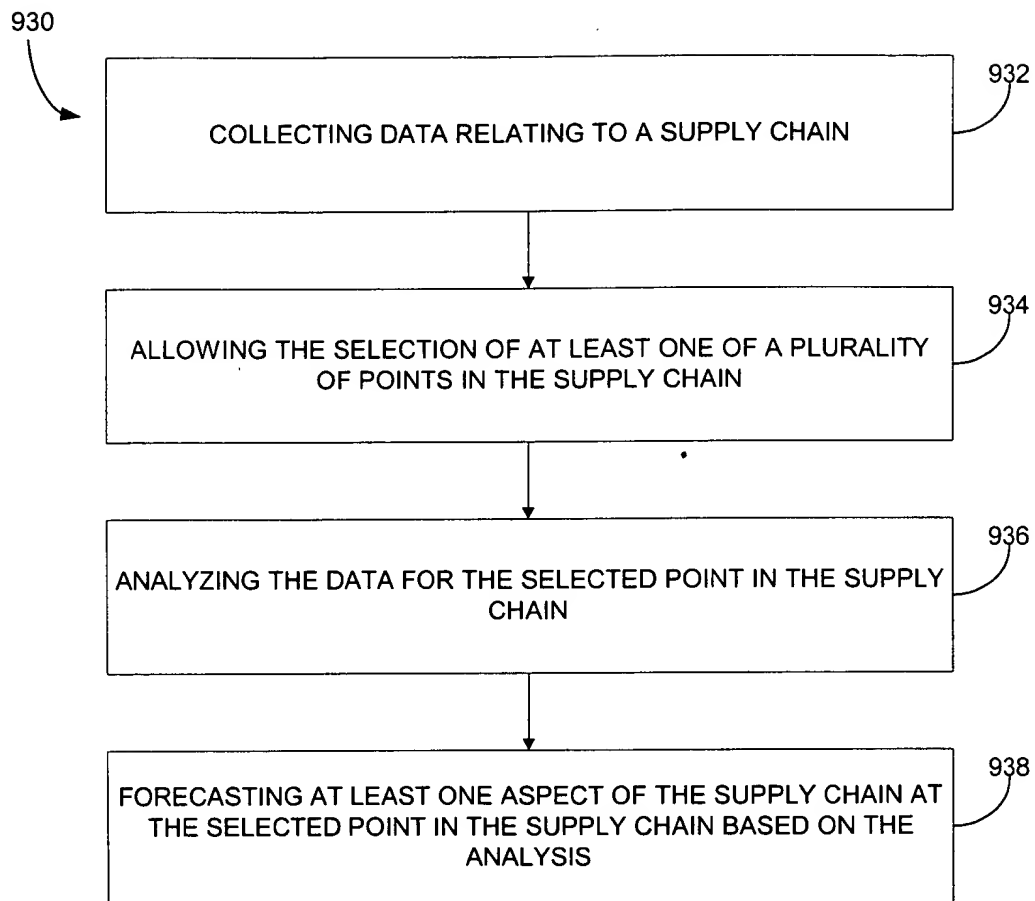 930
932
COLLECTING DATA RELATING TO A SUPPLY CHAIN
934
ALLOWING THE SELECTION OF AT LEAST ONE OF A PLURALITY
OF POINTS IN THE SUPPLY CHAIN
936
ANALYZING THE DATA FOR THE SELECTED POINT IN THE SUPPLY
CHAIN
938
FORECASTING AT LEAST ONE ASPECT OF THE SUPPLY CHAIN AT
THE SELECTED POINT IN THE SUPPLY CHAIN BASED ON THE
ANALYSIS